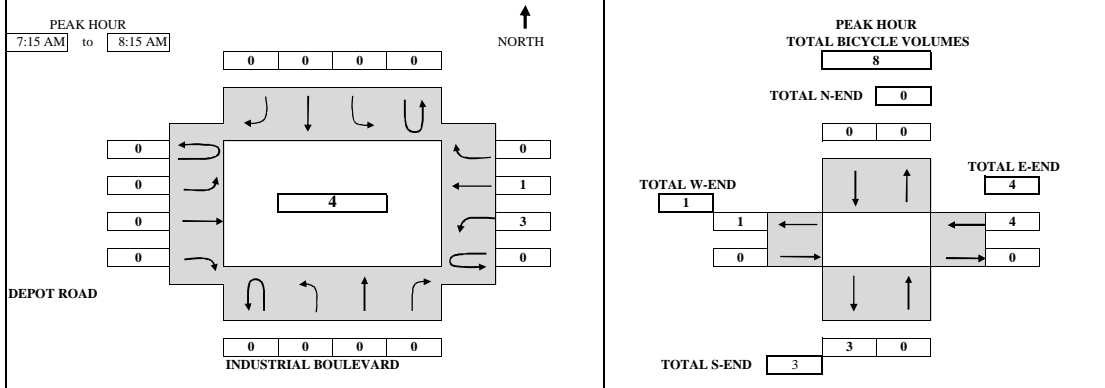 PEAK HOUR
7:15 AM to 8:15 AM
NORTH
0 0 0 0
0 0
0 1
4
0 3
0 0
DEPOT ROAD
0 0 0 0
INDUSTRIAL BOULEVARD
PEAK HOUR
TOTAL BICYCLE VOLUMES
8
TOTAL N-END 0
0 0
TOTAL E-END
4
TOTAL W-END
1
1 4
0 0
3 0
TOTAL S-END 3